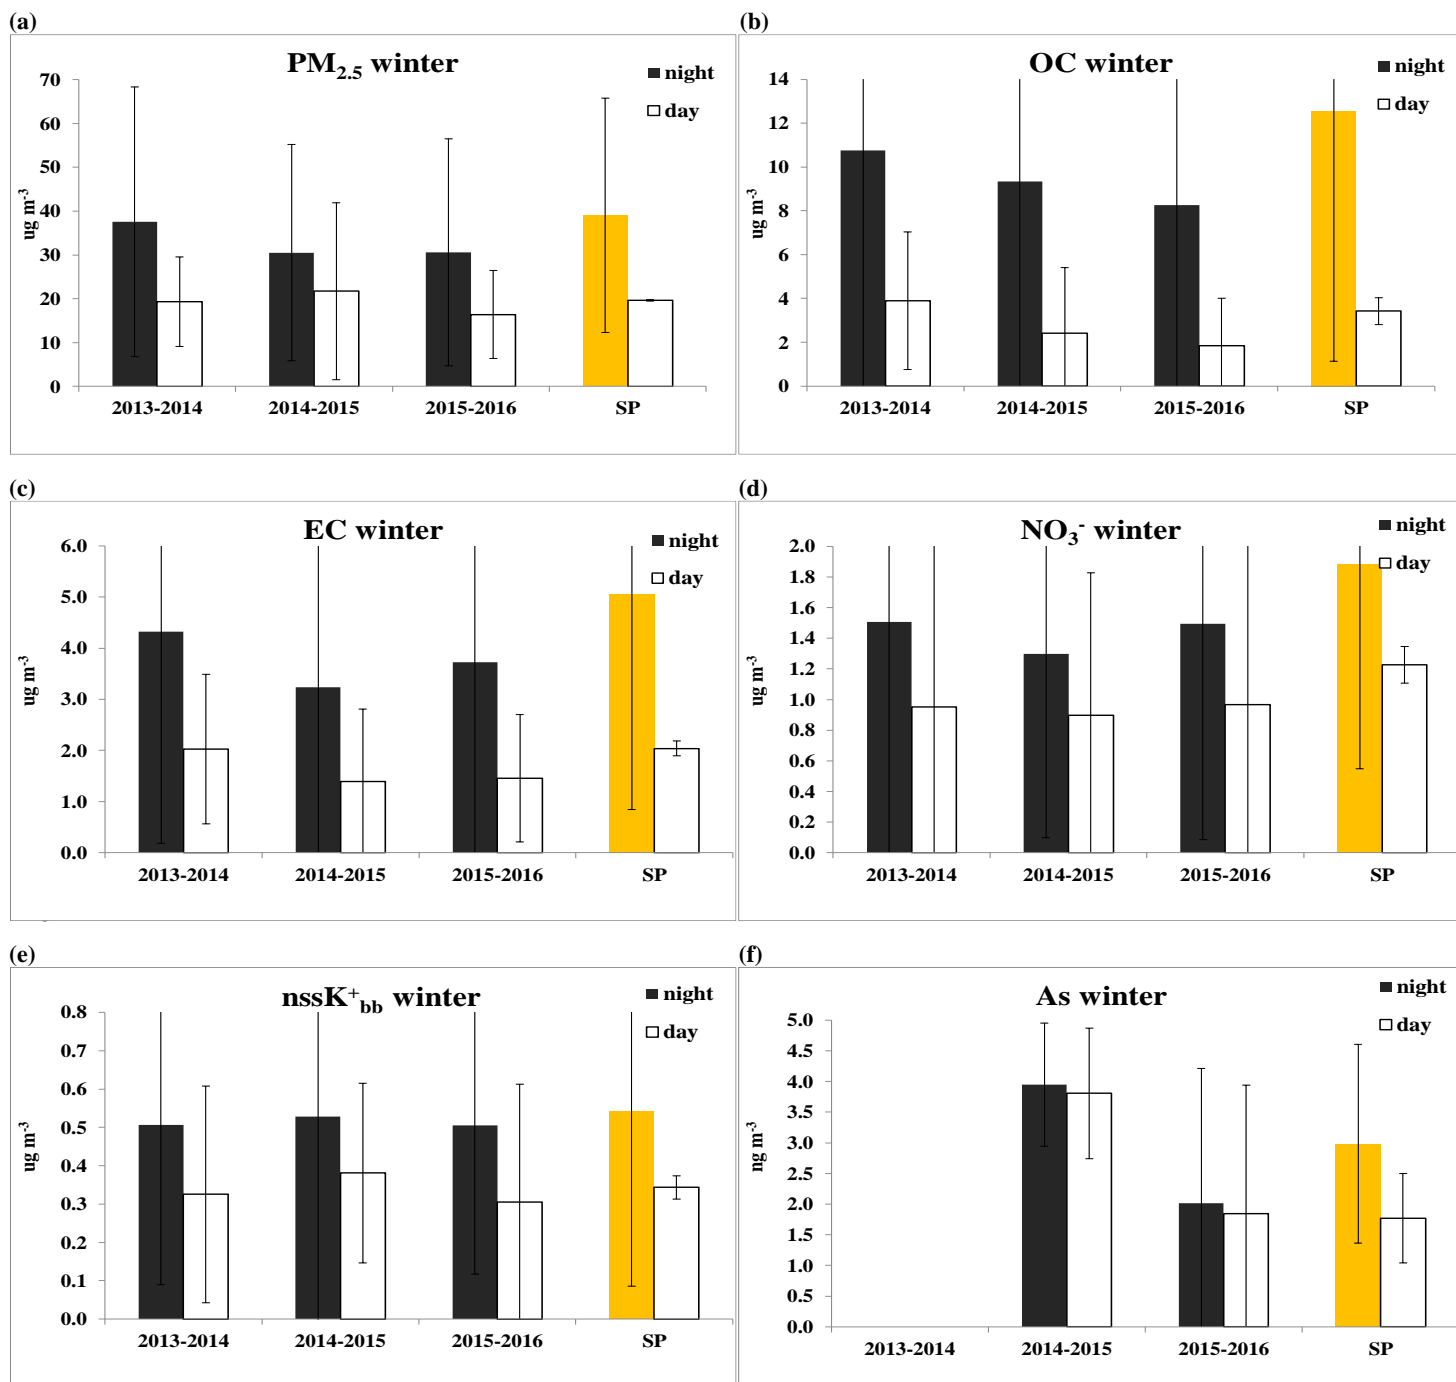 (a)
PM2.5 winter
night
day
70
60
50
40
30
20
10
0
ug m-3
2013-2014 2014-2015 2015-2016 SP
(b)
OC winter
night
day
14
12
10
8
6
4
2
0
ug m-3
2013-2014 2014-2015 2015-2016 SP
(c)
EC winter
night
day
6.0
5.0
4.0
3.0
2.0
1.0
0.0
ug m-3
2013-2014 2014-2015 2015-2016 SP
(d)
NO3- winter
night
day
2.0
1.8
1.6
1.4
1.2
1.0
0.8
0.6
0.4
0.2
0.0
ug m-3
2013-2014 2014-2015 2015-2016 SP
(e)
nssK+bb winter
night
day
0.8
0.7
0.6
0.5
0.4
0.3
0.2
0.1
0.0
ug m-3
2013-2014 2014-2015 2015-2016 SP
(f)
As winter
night
day
5.0
4.5
4.0
3.5
3.0
2.5
2.0
1.5
1.0
0.5
0.0
ng m-3
2013-2014 2014-2015 2015-2016 SP